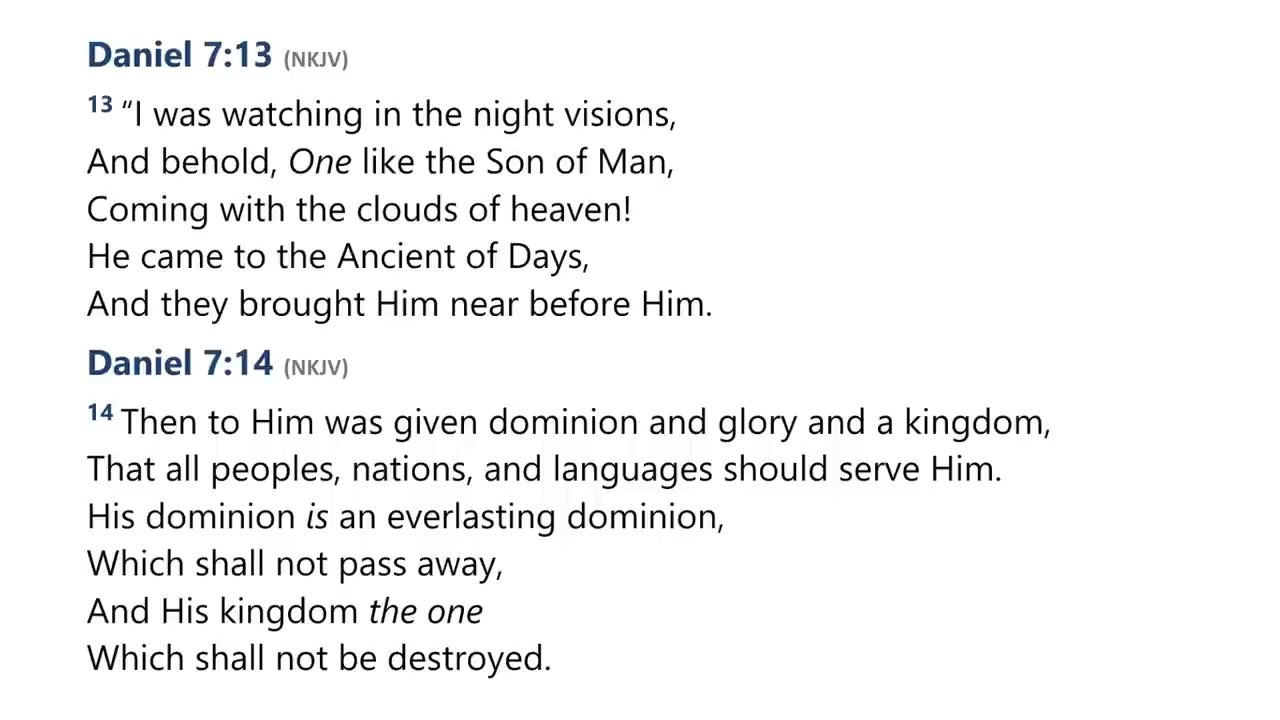 Daniel 7:13 (NKJV)
13 “I was watching in the night visions,
And behold, One like the Son of Man,
Coming with the clouds of heaven!
He came to the Ancient of Days,
And they brought Him near before Him.
Daniel 7:14 (NKJV)
14 Then to Him was given dominion and glory and a kingdom,
That all peoples, nations, and languages should serve Him.
His dominion is an everlasting dominion,
Which shall not pass away,
And His kingdom the one
Which shall not be destroyed.